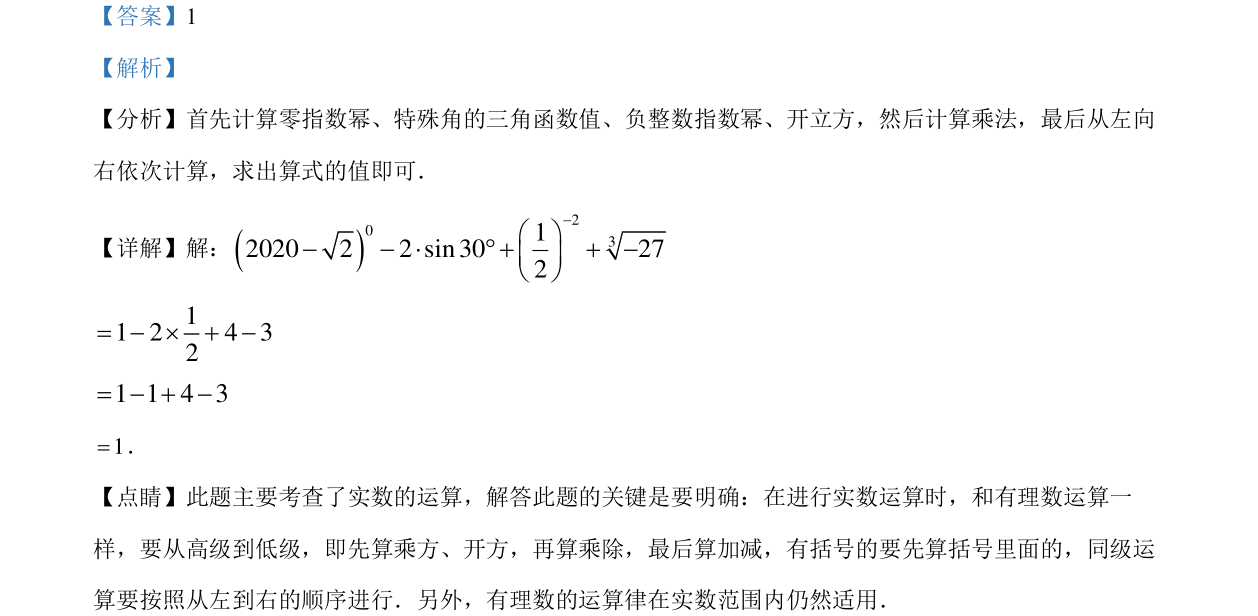 【答案】1
【解析】
【分析】首先计算零指数幂、特殊角的三角函数值、负整数指数幂、开立方，然后计算乘法，最后从左向
右依次计算，求出算式的值即可．
【详解】解：(2020−√2)⁰−2·sin30°+(1/2)⁻²+∛−27
=1−2×1/2+4−3
=1−1+4−3
=1．
【点睛】此题主要考查了实数的运算，解答此题的关键是要明确：在进行实数运算时，和有理数运算一
样，要从高级到低级，即先算乘方、开方，再算乘除，最后算加减，有括号的要先算括号里面的，同级运
算要按照从左到右的顺序进行．另外，有理数的运算律在实数范围内仍然适用．